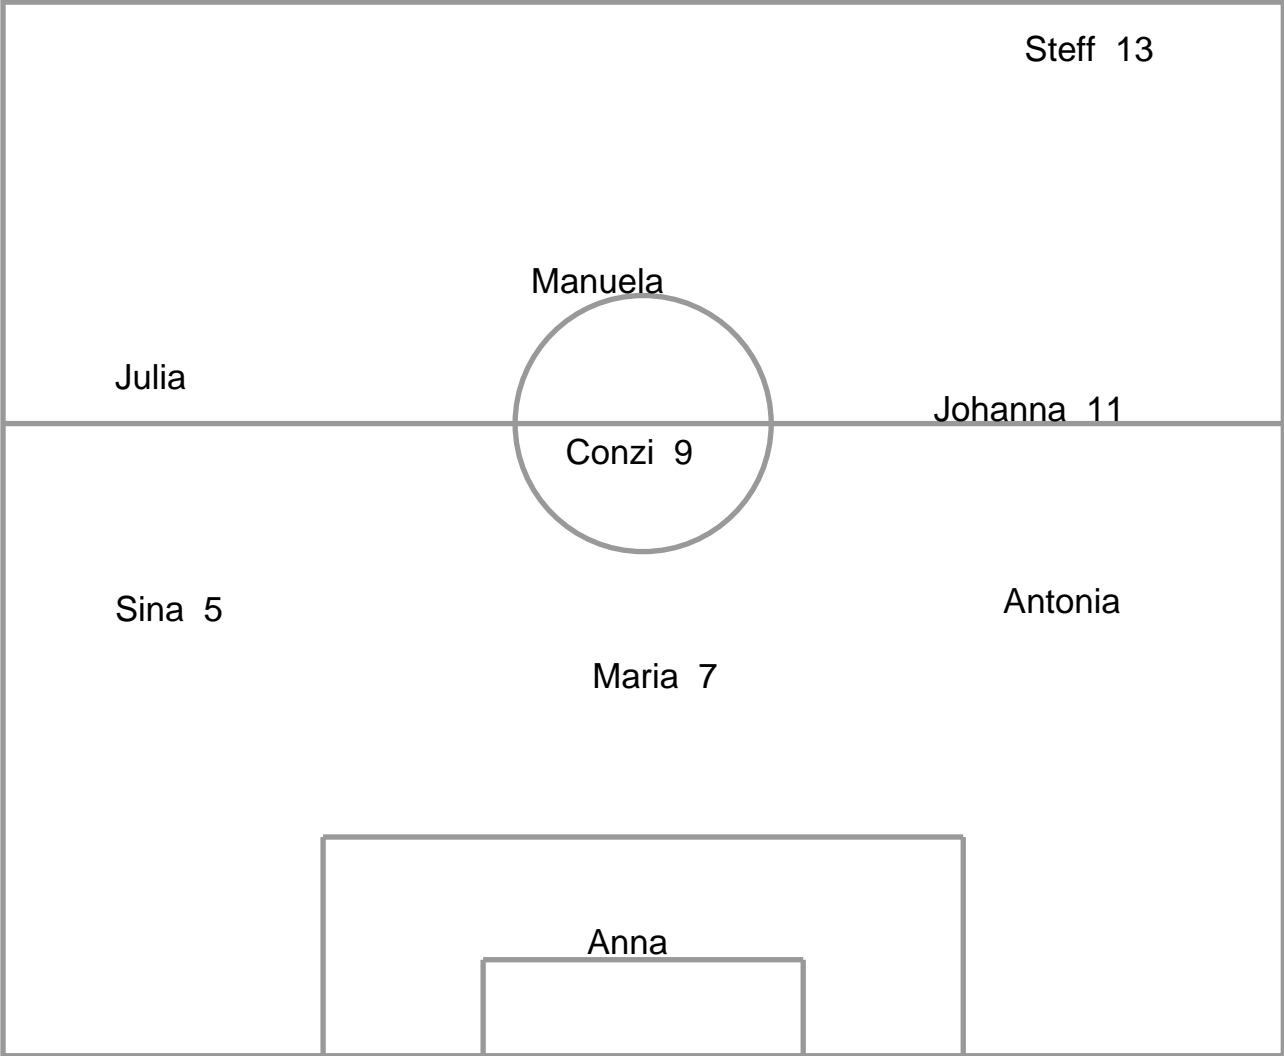 Steff 13
Manuela
Julia
Johanna 11
Conzi 9
Sina 5
Antonia
Maria 7
Anna